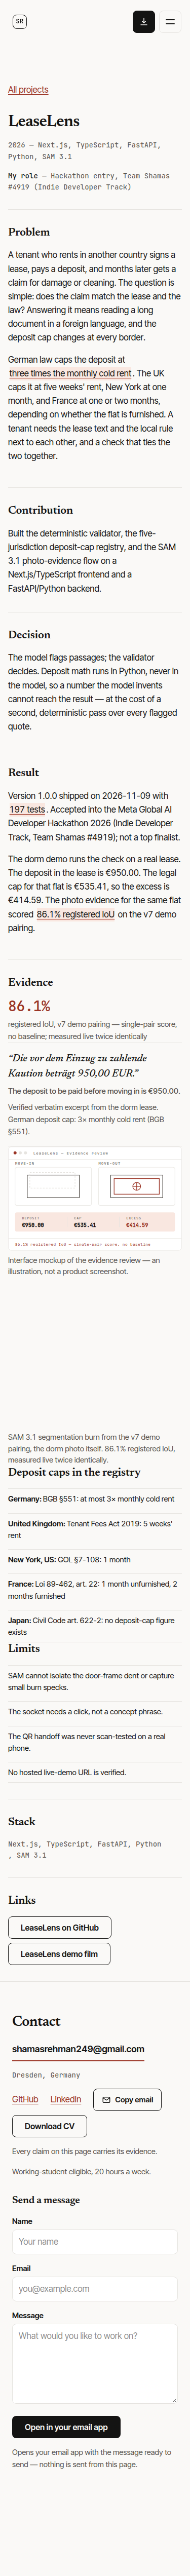 SR
All projects
LeaseLens
2026 — Next.js, TypeScript, FastAPI,
Python, SAM 3.1
My role — Hackathon entry, Team Shamas
#4919 (Indie Developer Track)
Problem
A tenant who rents in another country signs a
lease, pays a deposit, and months later gets a
claim for damage or cleaning. The question is
simple: does the claim match the lease and the
law? Answering it means reading a long
document in a foreign language, and the
deposit cap changes at every border.
German law caps the deposit at
three times the monthly cold rent. The UK
caps it at five weeks' rent, New York at one
month, and France at one or two months,
depending on whether the flat is furnished. A
tenant needs the lease text and the local rule
next to each other, and a check that ties the
two together.
Contribution
Built the deterministic validator, the five-
jurisdiction deposit-cap registry, and the SAM
3.1 photo-evidence flow on a
Next.js/TypeScript frontend and a
FastAPI/Python backend.
Decision
The model flags passages; the validator
decides. Deposit math runs in Python, never in
the model, so a number the model invents
cannot reach the result — at the cost of a
second, deterministic pass over every flagged
quote.
Result
Version 1.0.0 shipped on 2026-11-09 with
197 tests. Accepted into the Meta Global AI
Developer Hackathon 2026 (Indie Developer
Track, Team Shamas #4919); not a top finalist.
The dorm demo runs the check on a real lease.
The deposit in the lease is €950.00. The legal
cap for that flat is €535.41, so the excess is
€414.59. The photo evidence for the same flat
scored 86.1% registered IoU on the v7 demo
pairing.
Evidence
86.1%
registered IoU, v7 demo pairing — single-pair score,
no baseline; measured live twice identically
“Die vor dem Einzug zu zahlende
Kaution beträgt 950,00 EUR.”
The deposit to be paid before moving in is €950.00.
Verified verbatim excerpt from the dorm lease.
German deposit cap: 3× monthly cold rent (BGB
§551).
LEASELENS — EVIDENCE REVIEW
MOVE-IN
MOVE-OUT
DEPOSIT
€950.00
CAP
€535.41
EXCESS
€414.59
86.1% registered IoU — single-pair score, no baseline
Interface mockup of the evidence review — an
illustration, not a product screenshot.
SAM 3.1 segmentation burn from the v7 demo
pairing, the dorm photo itself. 86.1% registered IoU,
measured live twice identically.
Deposit caps in the registry
Germany: BGB §551: at most 3× monthly cold rent
United Kingdom: Tenant Fees Act 2019: 5 weeks'
rent
New York, US: GOL §7-108: 1 month
France: Loi 89-462, art. 22: 1 month unfurnished, 2
months furnished
Japan: Civil Code art. 622-2: no deposit-cap figure
exists
Limits
SAM cannot isolate the door-frame dent or capture
small burn specks.
The socket needs a click, not a concept phrase.
The QR handoff was never scan-tested on a real
phone.
No hosted live-demo URL is verified.
Stack
Next.js, TypeScript, FastAPI, Python
, SAM 3.1
Links
LeaseLens on GitHub
LeaseLens demo film
Contact
shamasrehman249@gmail.com
Dresden, Germany
GitHub
LinkedIn
Copy email
Download CV
Every claim on this page carries its evidence.
Working-student eligible, 20 hours a week.
Send a message
Name
Your name
Email
you@example.com
Message
What would you like to work on?
Open in your email app
Opens your email app with the message ready to
send — nothing is sent from this page.